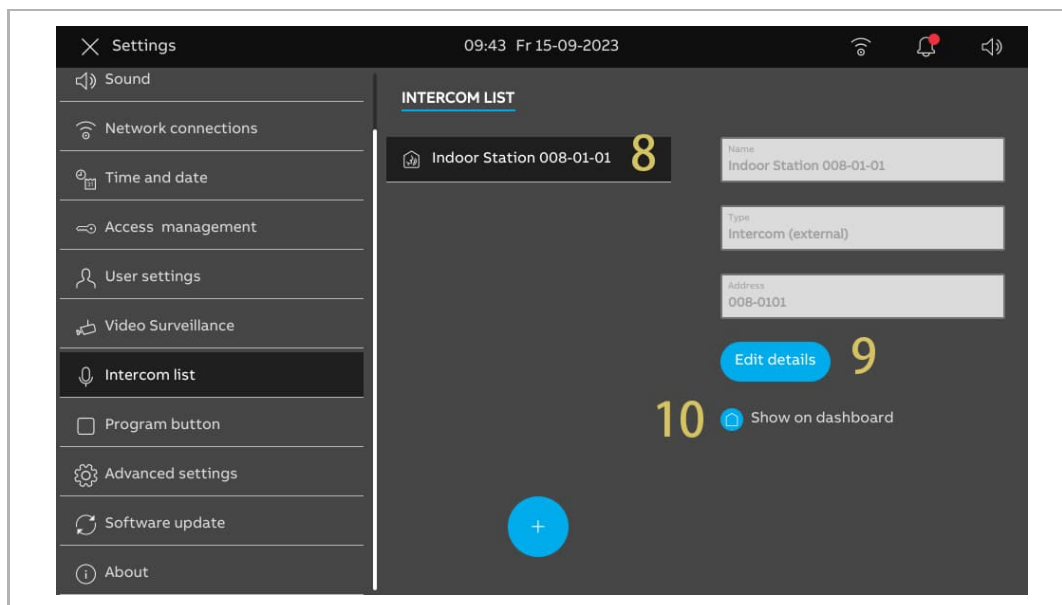 Settings
09:43 Fr 15-09-2023
Sound
Network connections
Time and date
Access management
User settings
Video Surveillance
Intercom list
Program button
Advanced settings
Software update
About
INTERCOM LIST
Indoor Station 008-01-01
8
Name
Indoor Station 008-01-01
Type
Intercom (external)
Address
008-0101
Edit details
9
10
Show on dashboard
+